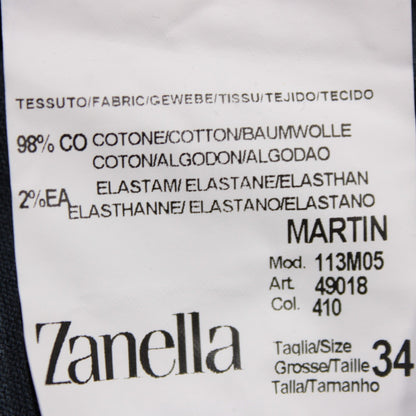 TESSUTO/FABRIC/GEWEBE/TISSU/TEJIDO/TECIDO
98% CO COTONE/COTTON/BAUMWOLLE
COTON/ALGODON/ALGODAO
2%EA ELASTAM/ ELASTANE/ELASTHAN
ELASTHANNE/ ELASTANO/ELASTANO
MARTIN
Mod. 113M05
Art. 49018
Col. 410
Zanella
Taglia/Size
Grosse/Taille 34
Talla/Tamanho